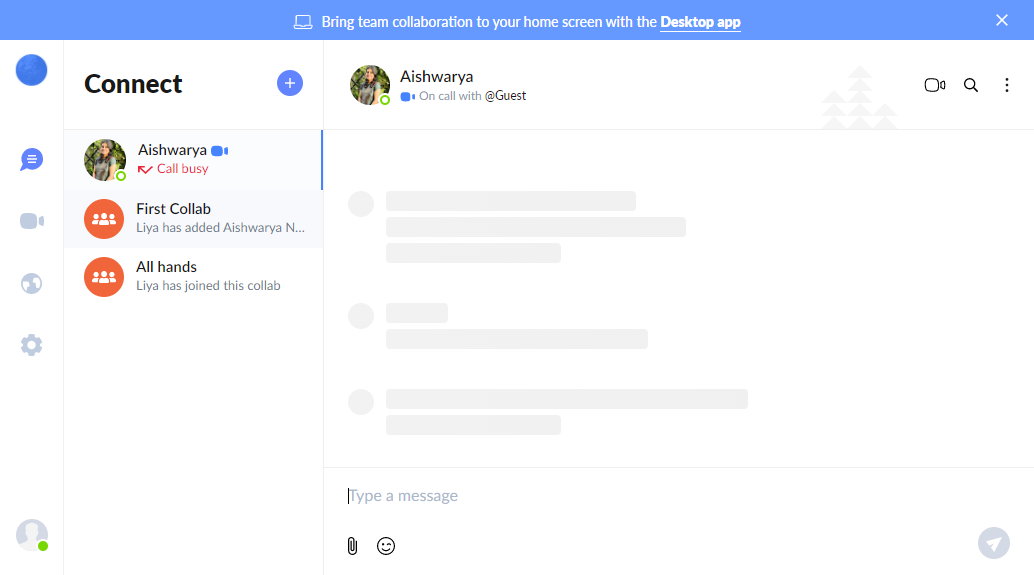 Bring team collaboration to your home screen with the Desktop app
Connect
Aishwarya
Call busy
First Collab
Liya has added Aishwarya N...
All hands
Liya has joined this collab
Aishwarya
On call with @Guest
Type a message